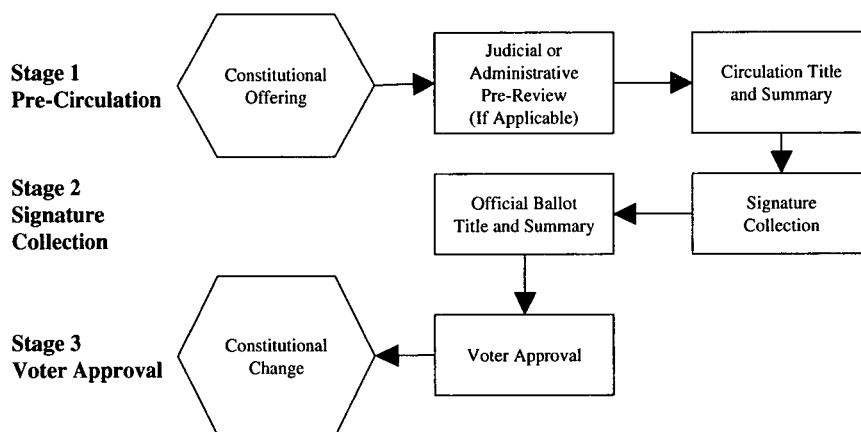 Stage 1
Pre-Circulation
Constitutional
Offering
Judicial or
Administrative
Pre-Review
(If Applicable)
Circulation Title
and Summary
Stage 2
Signature
Collection
Official Ballot
Title and Summary
Signature
Collection
Stage 3
Voter Approval
Constitutional
Change
Voter Approval